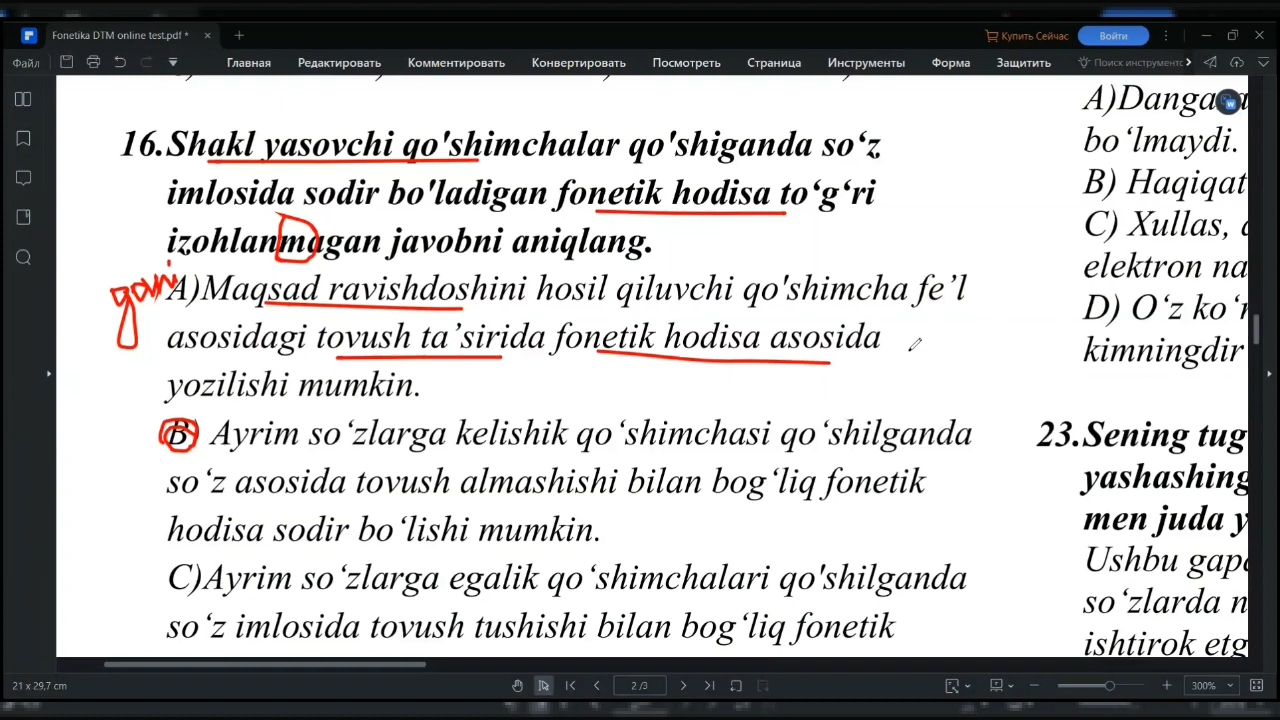 Fonetika DTM online test.pdf *
Купить Сейчас
Войти
Файл
Главная
Редактировать
Комментировать
Конвертировать
Посмотреть
Страница
Инструменты
Форма
Защитить
Поиск инструменто
16.Shakl yasovchi qo'shimchalar qo'shiganda so‘z
imlosida sodir bo'ladigan fonetik hodisa to‘g‘ri
izohlanmagan javobni aniqlang.
A)Maqsad ravishdoshini hosil qiluvchi qo'shimcha fe’l
asosidagi tovush ta’sirida fonetik hodisa asosida
yozilishi mumkin.
B) Ayrim so‘zlarga kelishik qo‘shimchasi qo‘shilganda
so‘z asosida tovush almashishi bilan bog‘liq fonetik
hodisa sodir bo‘lishi mumkin.
C)Ayrim so‘zlarga egalik qo‘shimchalari qo'shilganda
so‘z imlosida tovush tushishi bilan bog‘liq fonetik
A)Danga
bo‘lmaydi.
B) Haqiqat
C) Xullas,
elektron na
D) O‘z ko‘r
kimningdir
23.Sening tug
yashashing
men juda y
Ushbu gapd
so‘zlarda n
ishtirok etg
21 x 29,7 cm
2 /3
300%